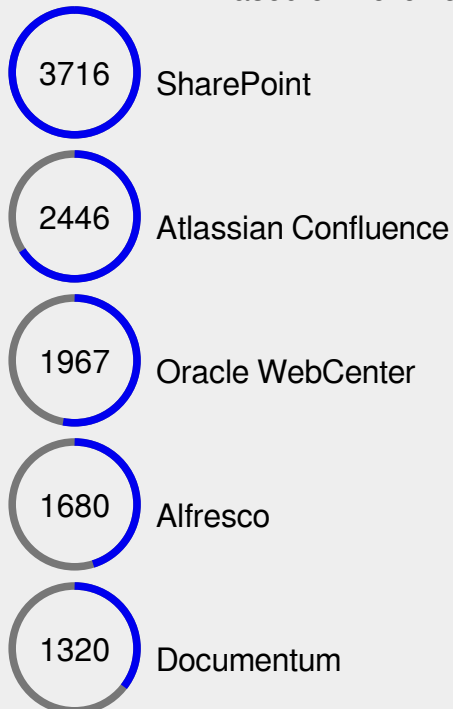 3716 SharePoint
2446 Atlassian Confluence
1967 Oracle WebCenter
1680 Alfresco
1320 Documentum